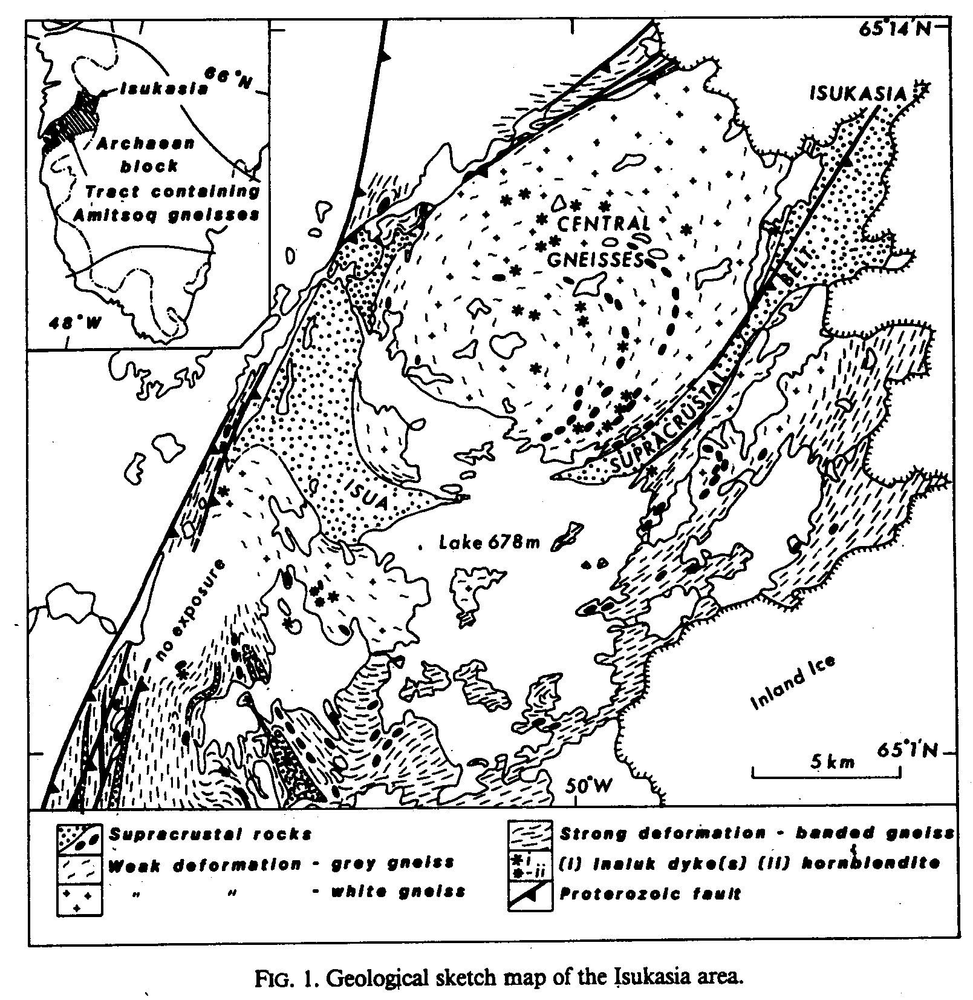 65°14'N
66°N
Isukasia
ISUKASIA
Archaean
block
Tract containing
Amitsoq gneisses
48°W
CENTRAL
GNEISSES
ISUA SUPRACRUSTAL BELT
Lake 678m
no exposure
Inland Ice
5 km
65°1'N
50°W
Supracrustal rocks
Weak deformation - grey gneiss
" " - white gneiss
Strong deformation - banded gneiss
*i
*-ii
(i) Inaluk dyke(s) (ii) hornblendite
Proterozoic fault
FIG. 1. Geological sketch map of the Isukasia area.